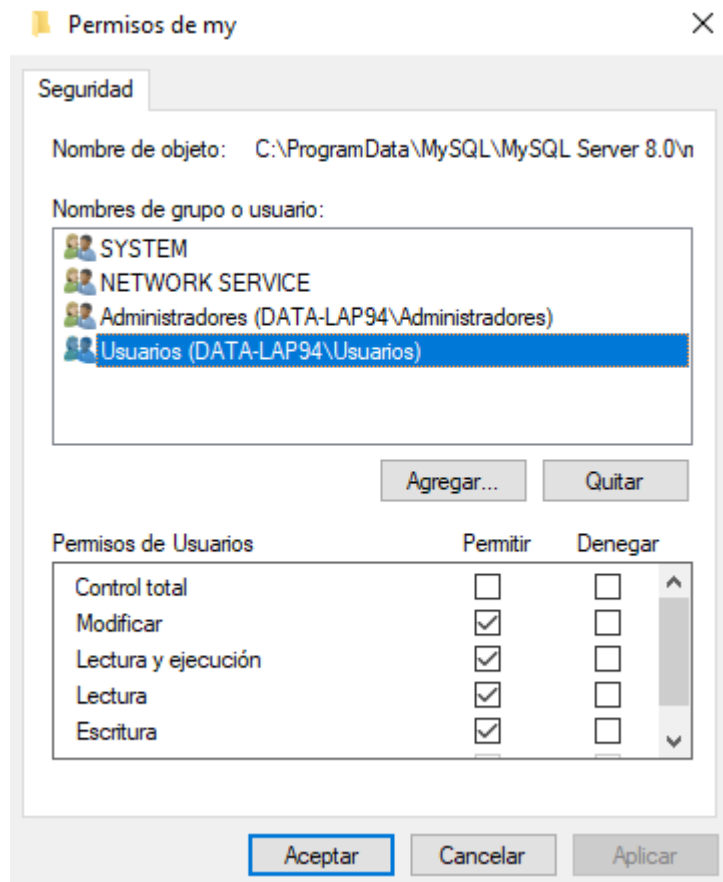 Permisos de my
Seguridad
Nombre de objeto: C:\ProgramData\MySQL\MySQL Server 8.0\
Nombres de grupo o usuario:
SYSTEM
NETWORK SERVICE
Administradores (DATA-LAP94\Administradores)
Usuarios (DATA-LAP94\Usuarios)
Agregar... Quitar
Permisos de Usuarios Permitir Denegar
Control total
Modificar
Lectura y ejecución
Lectura
Escritura
Aceptar Cancelar Aplicar